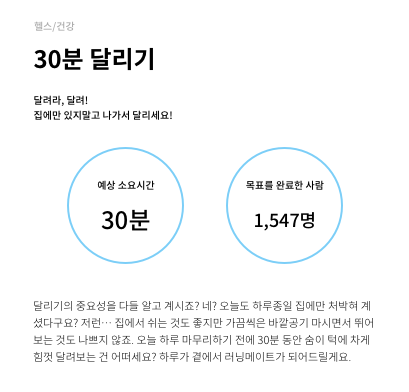 헬스/건강
30분 달리기
달려라, 달려!
집에만 있지말고 나가서 달리세요!
예상 소요시간
30분
목표를 완료한 사람
1,547명
달리기의 중요성을 다들 알고 계시죠? 네? 오늘도 하루종일 집에만 처박혀 계
셨다구요? 저런… 집에서 쉬는 것도 좋지만 가끔씩은 바깥공기 마시면서 뛰어
보는 것도 나쁘지 않죠. 오늘 하루 마무리하기 전에 30분 동안 숨이 턱에 차게
힘껏 달려보는 건 어떠세요? 하루가 곁에서 러닝메이트가 되어드릴게요.